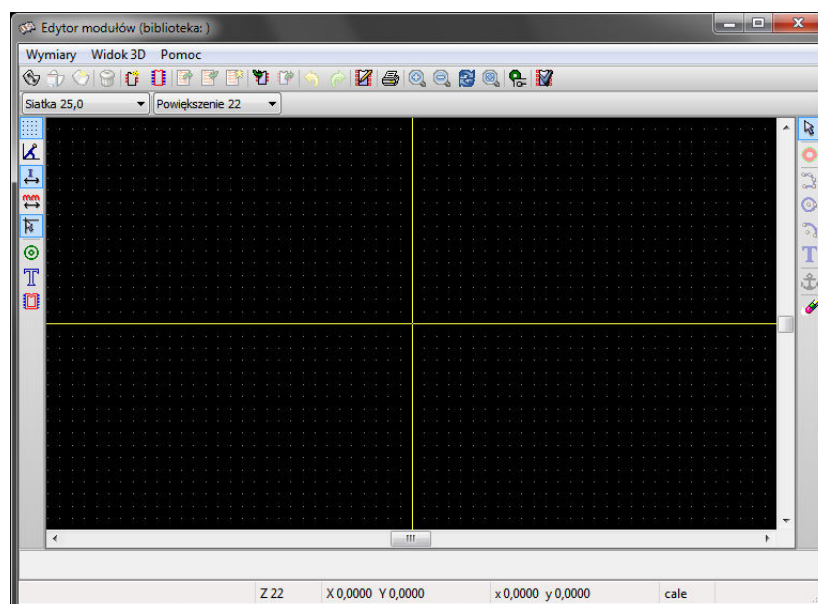 Edytor modułów (biblioteka: )
Wymiary Widok 3D Pomoc
Siatka 25,0 Powiększenie 22
mm
Z 22 X 0,0000 Y 0,0000 x 0,0000 y 0,0000 cale